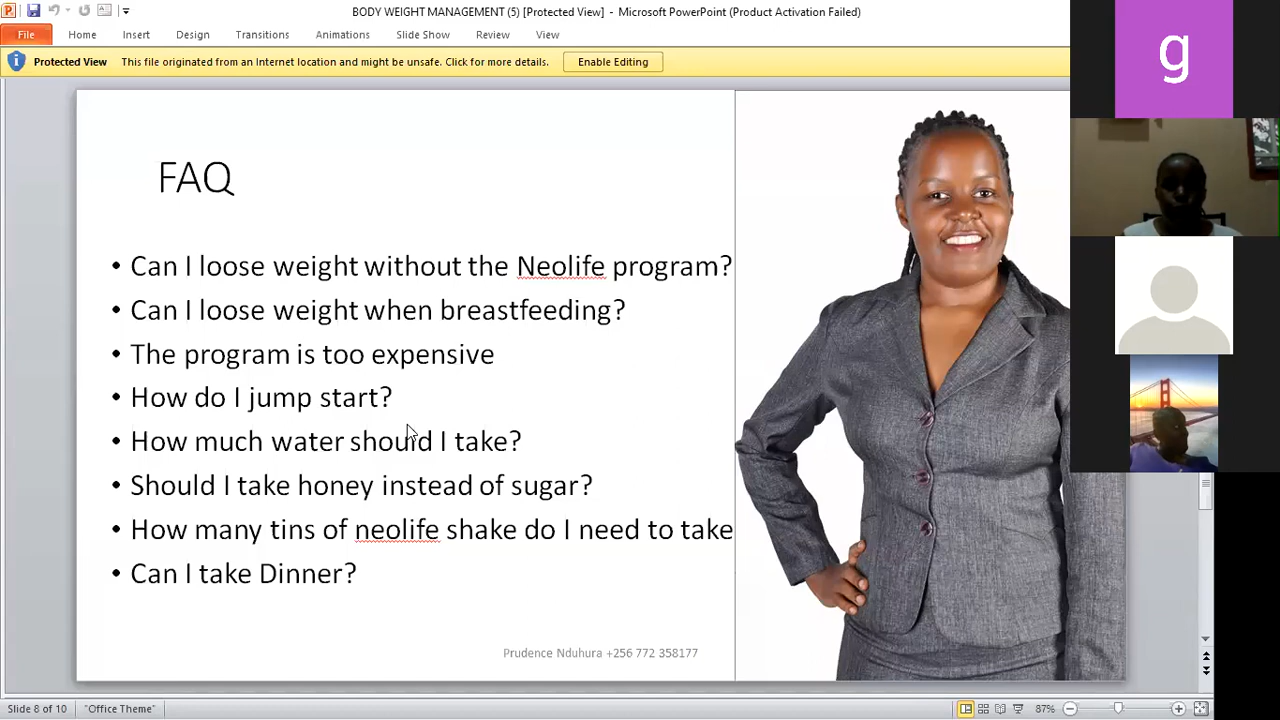 BODY WEIGHT MANAGEMENT (5) [Protected View] - Microsoft PowerPoint (Product Activation Failed)
File Home Insert Design Transitions Animations Slide Show Review View
Protected View This file originated from an Internet location and might be unsafe. Click for more details. Enable Editing
g
FAQ
• Can I loose weight without the Neolife program?
• Can I loose weight when breastfeeding?
• The program is too expensive
• How do I jump start?
• How much water should I take?
• Should I take honey instead of sugar?
• How many tins of neolife shake do I need to take
• Can I take Dinner?
Prudence Nduhura +256 772 358177
Slide 8 of 10 "Office Theme" 87%